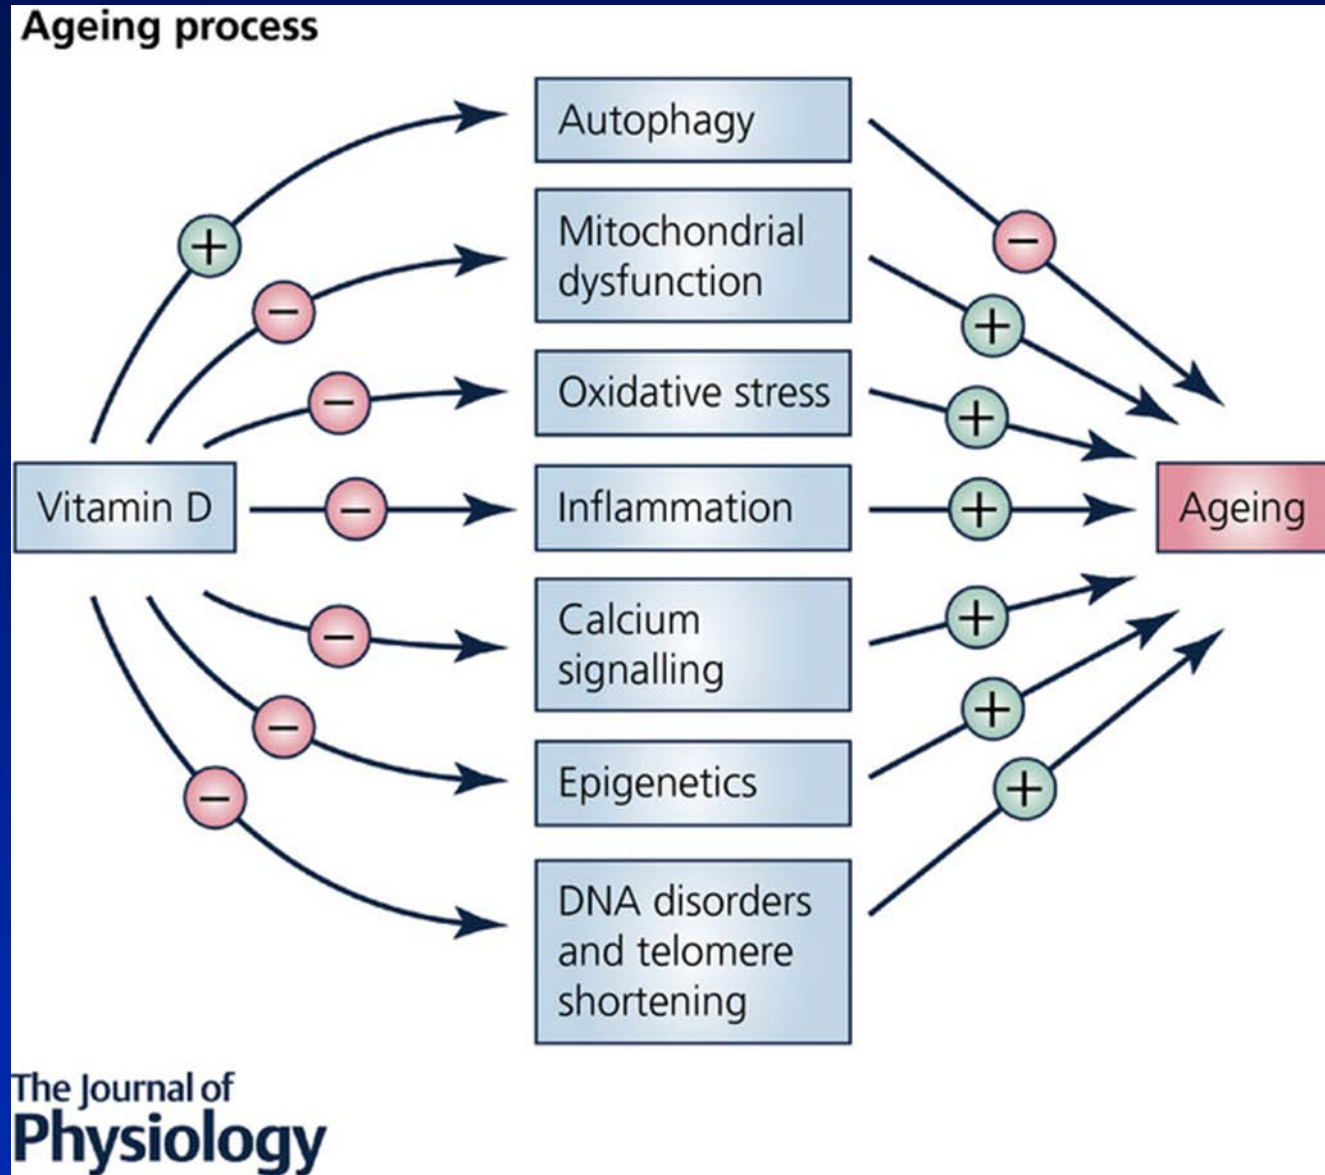 Ageing process
Autophagy
Mitochondrial
dysfunction
Oxidative stress
Vitamin D
Inflammation
Ageing
Calcium
signalling
Epigenetics
DNA disorders
and telomere
shortening
+
−
−
−
−
−
−
−
−
+
+
+
+
+
+
The Journal of
Physiology